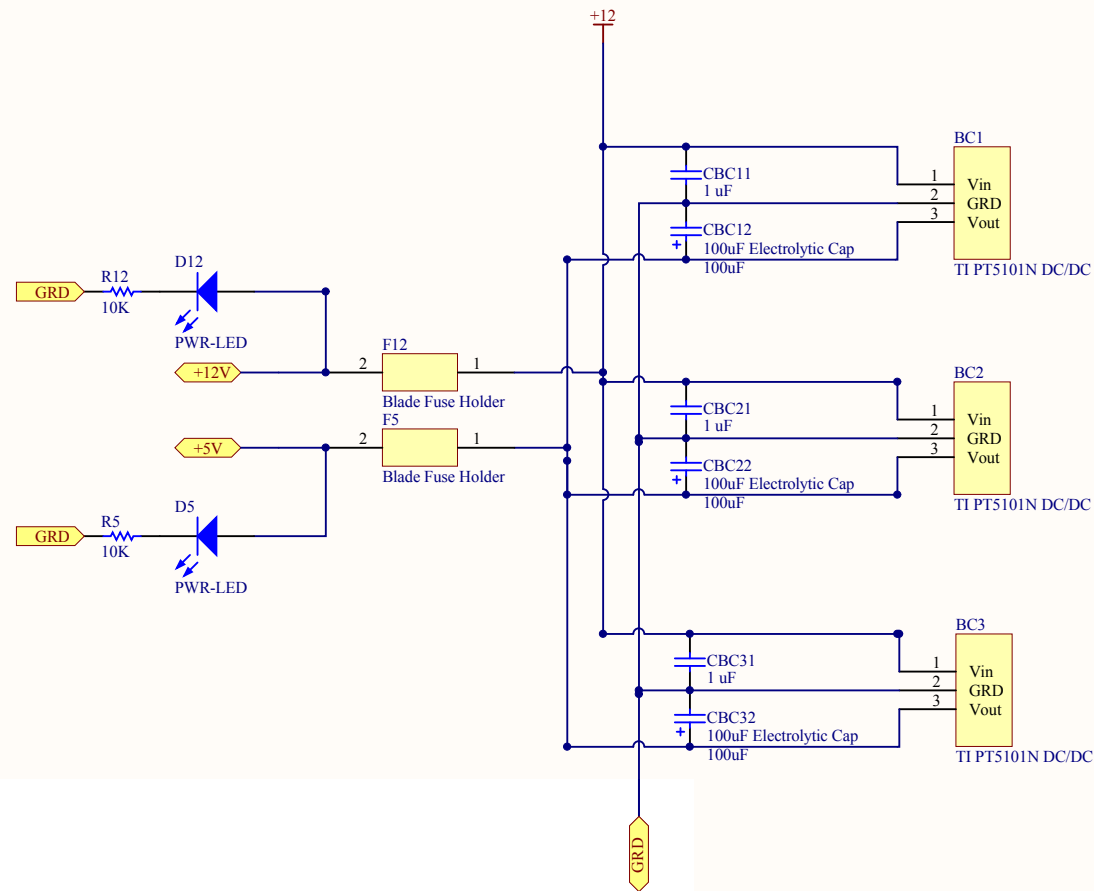 +12
BC1
CBC11
1 uF
1 Vin
2 GRD
3 Vout
CBC12
100uF Electrolytic Cap
100uF
TI PT5101N DC/DC
D12
R12
GRD
10K
PWR-LED
+12V
F12
2 1
Blade Fuse Holder
F5
+5V
2 1
Blade Fuse Holder
D5
R5
GRD
10K
PWR-LED
BC2
CBC21
1 uF
1 Vin
2 GRD
3 Vout
CBC22
100uF Electrolytic Cap
100uF
TI PT5101N DC/DC
BC3
CBC31
1 uF
1 Vin
2 GRD
3 Vout
CBC32
100uF Electrolytic Cap
100uF
TI PT5101N DC/DC
GRD